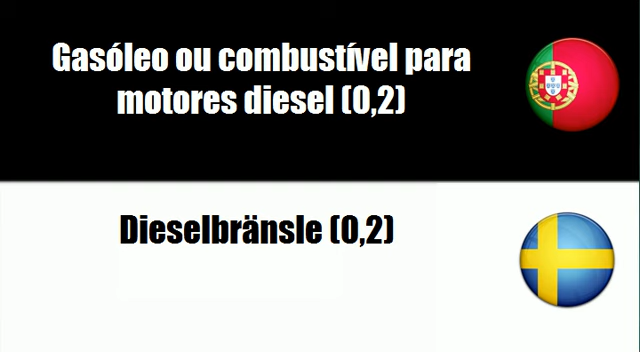 Gasóleo ou combustível para
motores diesel (0,2)
Dieselbränsle (0,2)